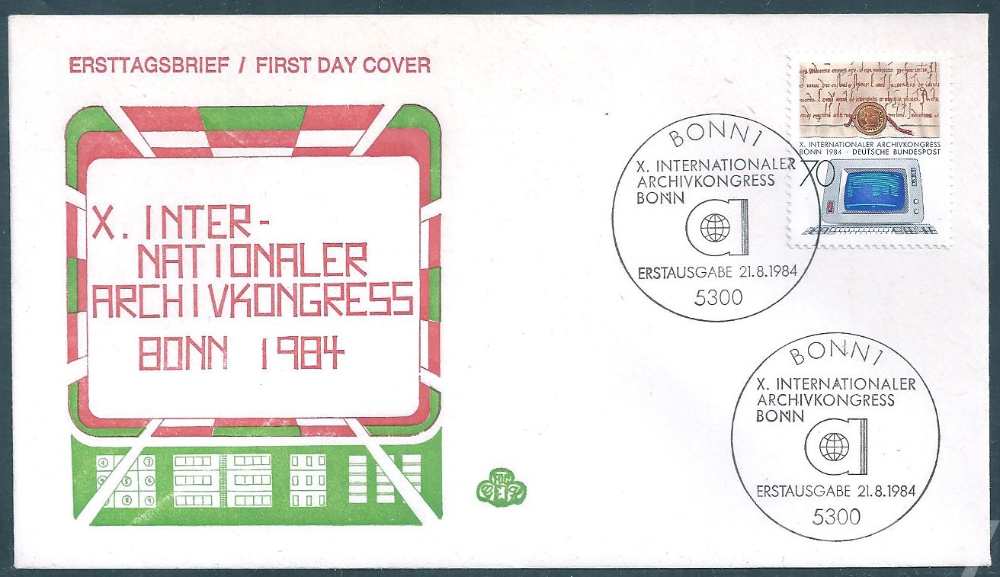 ERSTTAGSBRIEF / FIRST DAY COVER
X. INTER-
NATIONALER
ARCHIVKONGRESS
BONN 1984
X. INTERNATIONALER ARCHIVKONGRESS
BONN 1984 · DEUTSCHE BUNDESPOST
70
BONN 1
X. INTERNATIONALER
ARCHIVKONGRESS
BONN
a
ERSTAUSGABE 21.8.1984
5300
BONN 1
X. INTERNATIONALER
ARCHIVKONGRESS
BONN
a
ERSTAUSGABE 21.8.1984
5300